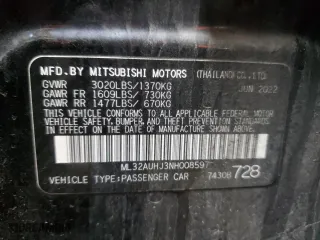 MFD.BY MITSUBISHI MOTORS (THAILAND)CO.,LTD.
GVWR 3020LBS/1370KG JUN 2022
GAWR FR 1609LBS/ 730KG
GAWR RR 1477LBS/ 670KG
THIS VEHICLE CONFORMS TO ALL APPLICABLE FEDERAL
MOTOR VEHICLE SAFETY, BUMPER, AND THEFT
PREVENTION STANDARDS IN EFFECT ON THE DATE OF
MANUFACTURE SHOWN ABOVE.
ML32AUHJ3NH008597
VEHICLE TYPE:PASSENGER CAR 7430B 728